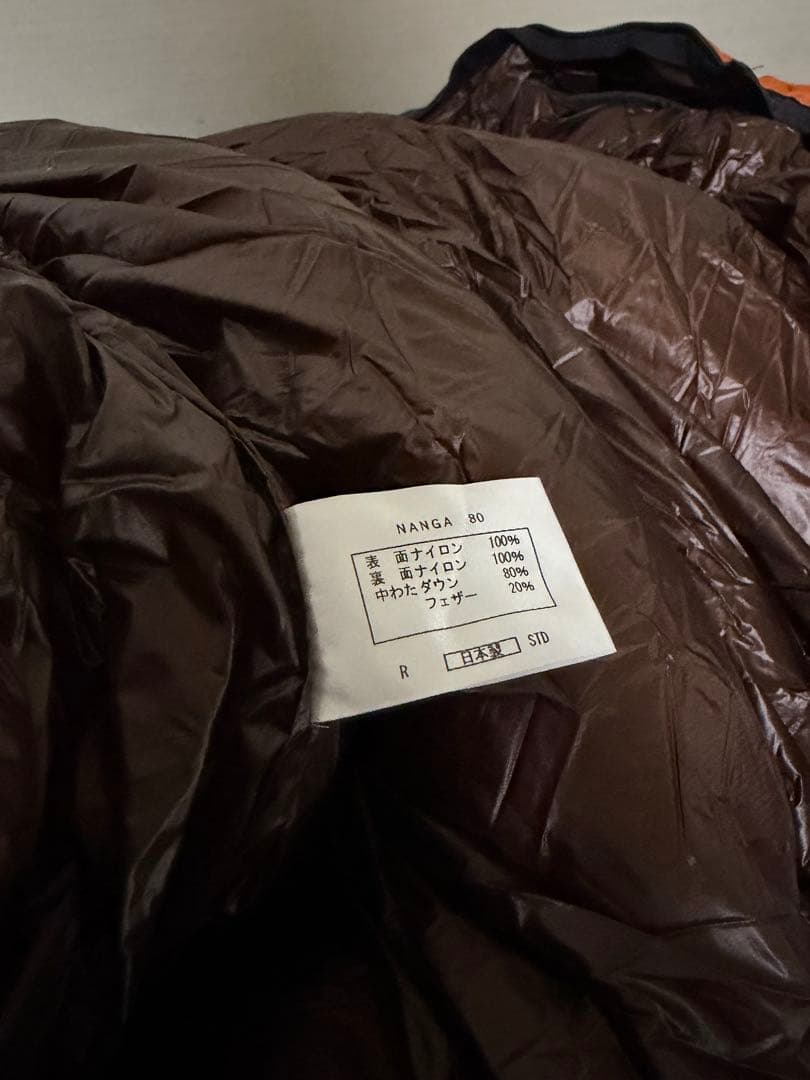 NANGA 80
表 面ナイロン 100%
裏 面ナイロン 100%
中わたダウン 80%
フェザー 20%
R 日本製 STD